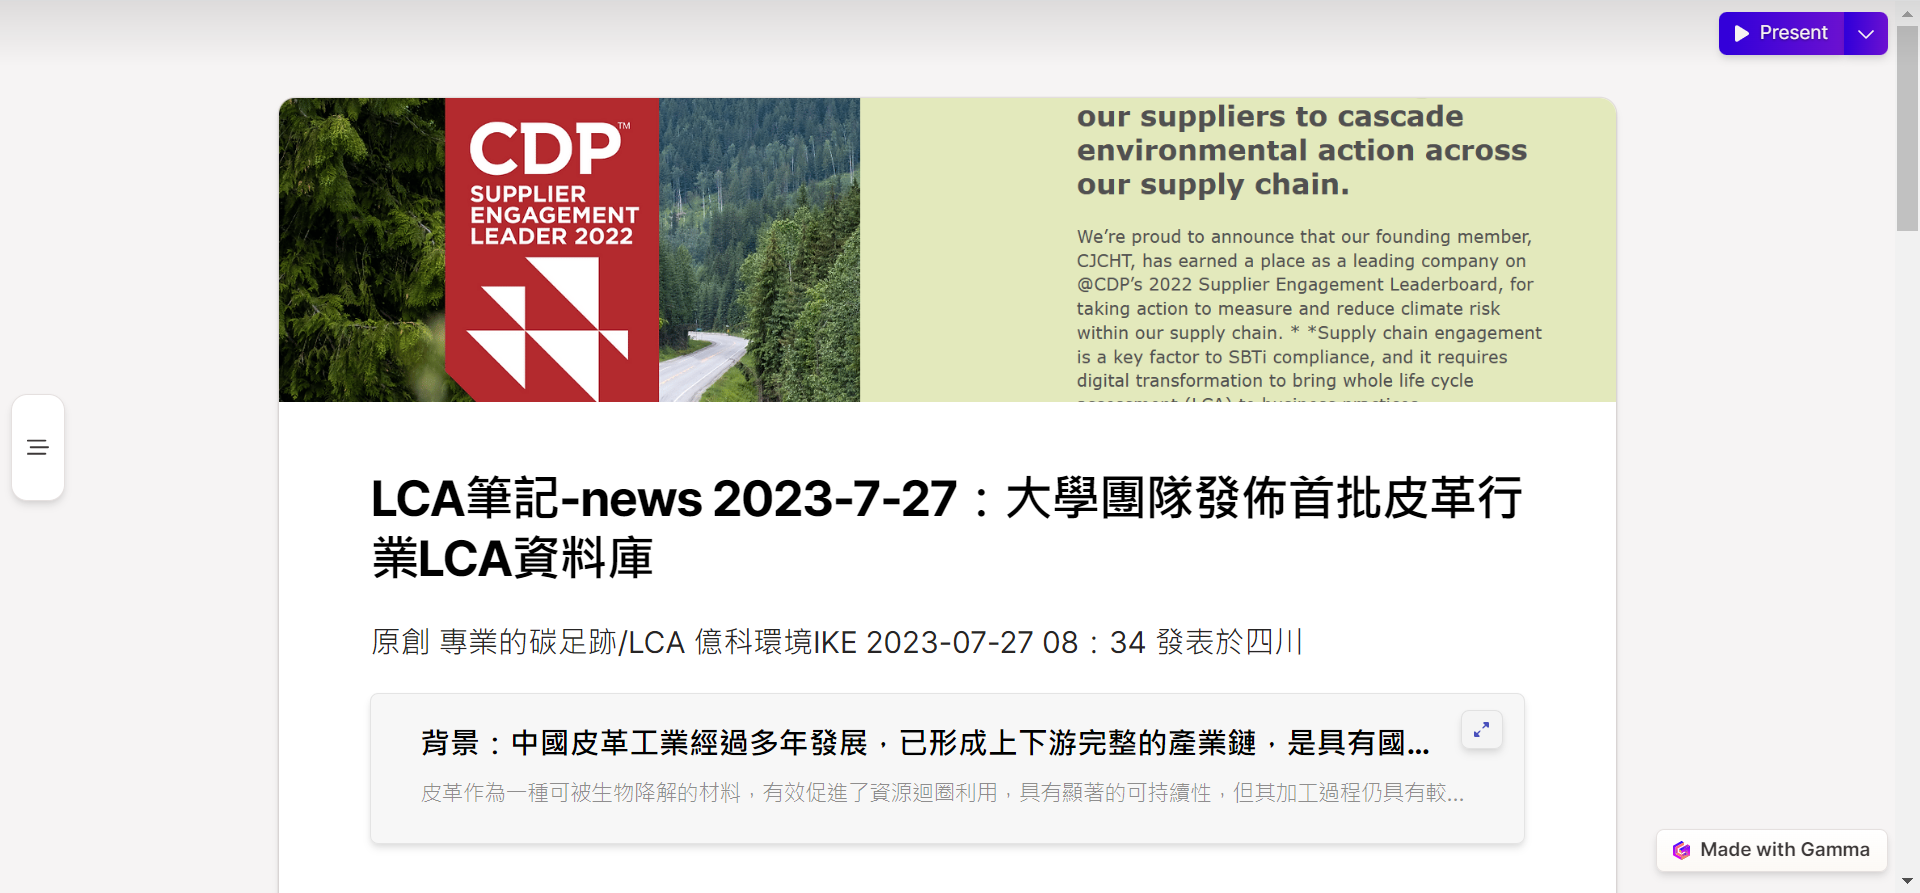 Present
CDP™
SUPPLIER
ENGAGEMENT
LEADER 2022
our suppliers to cascade
environmental action across
our supply chain.
We’re proud to announce that our founding member,
CJCHT, has earned a place as a leading company on
@CDP’s 2022 Supplier Engagement Leaderboard, for
taking action to measure and reduce climate risk
within our supply chain. * *Supply chain engagement
is a key factor to SBTi compliance, and it requires
digital transformation to bring whole life cycle
assessment (LCA) to business practices.
LCA筆記-news 2023-7-27：大學團隊發佈首批皮革行
業LCA資料庫
原創 專業的碳足跡/LCA 億科環境IKE 2023-07-27 08：34 發表於四川
背景：中國皮革工業經過多年發展，已形成上下游完整的產業鏈，是具有國...
皮革作為一種可被生物降解的材料，有效促進了資源迴圈利用，具有顯著的可持續性，但其加工過程仍具有較...
Made with Gamma